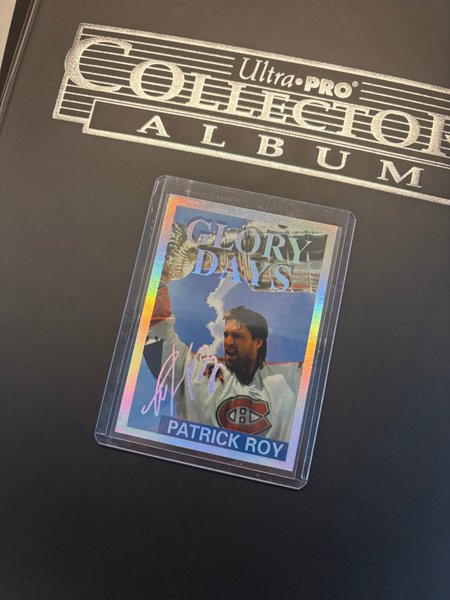 Ultra•PRO®
COLLECTOR
ALBUM
GLORY
DAYS
PATRICK ROY